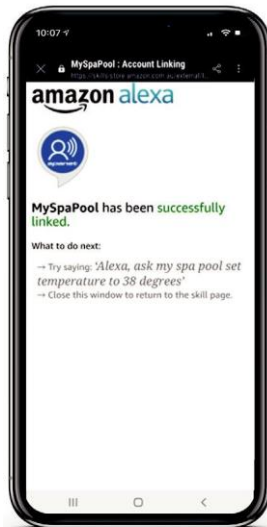 10:07
MySpaPool : Account Linking
amazon alexa
MySpaPool has been successfully
linked.
What to do next:
→ Try saying: 'Alexa, ask my spa pool set
temperature to 38 degrees'
→ Close this window to return to the skill page.